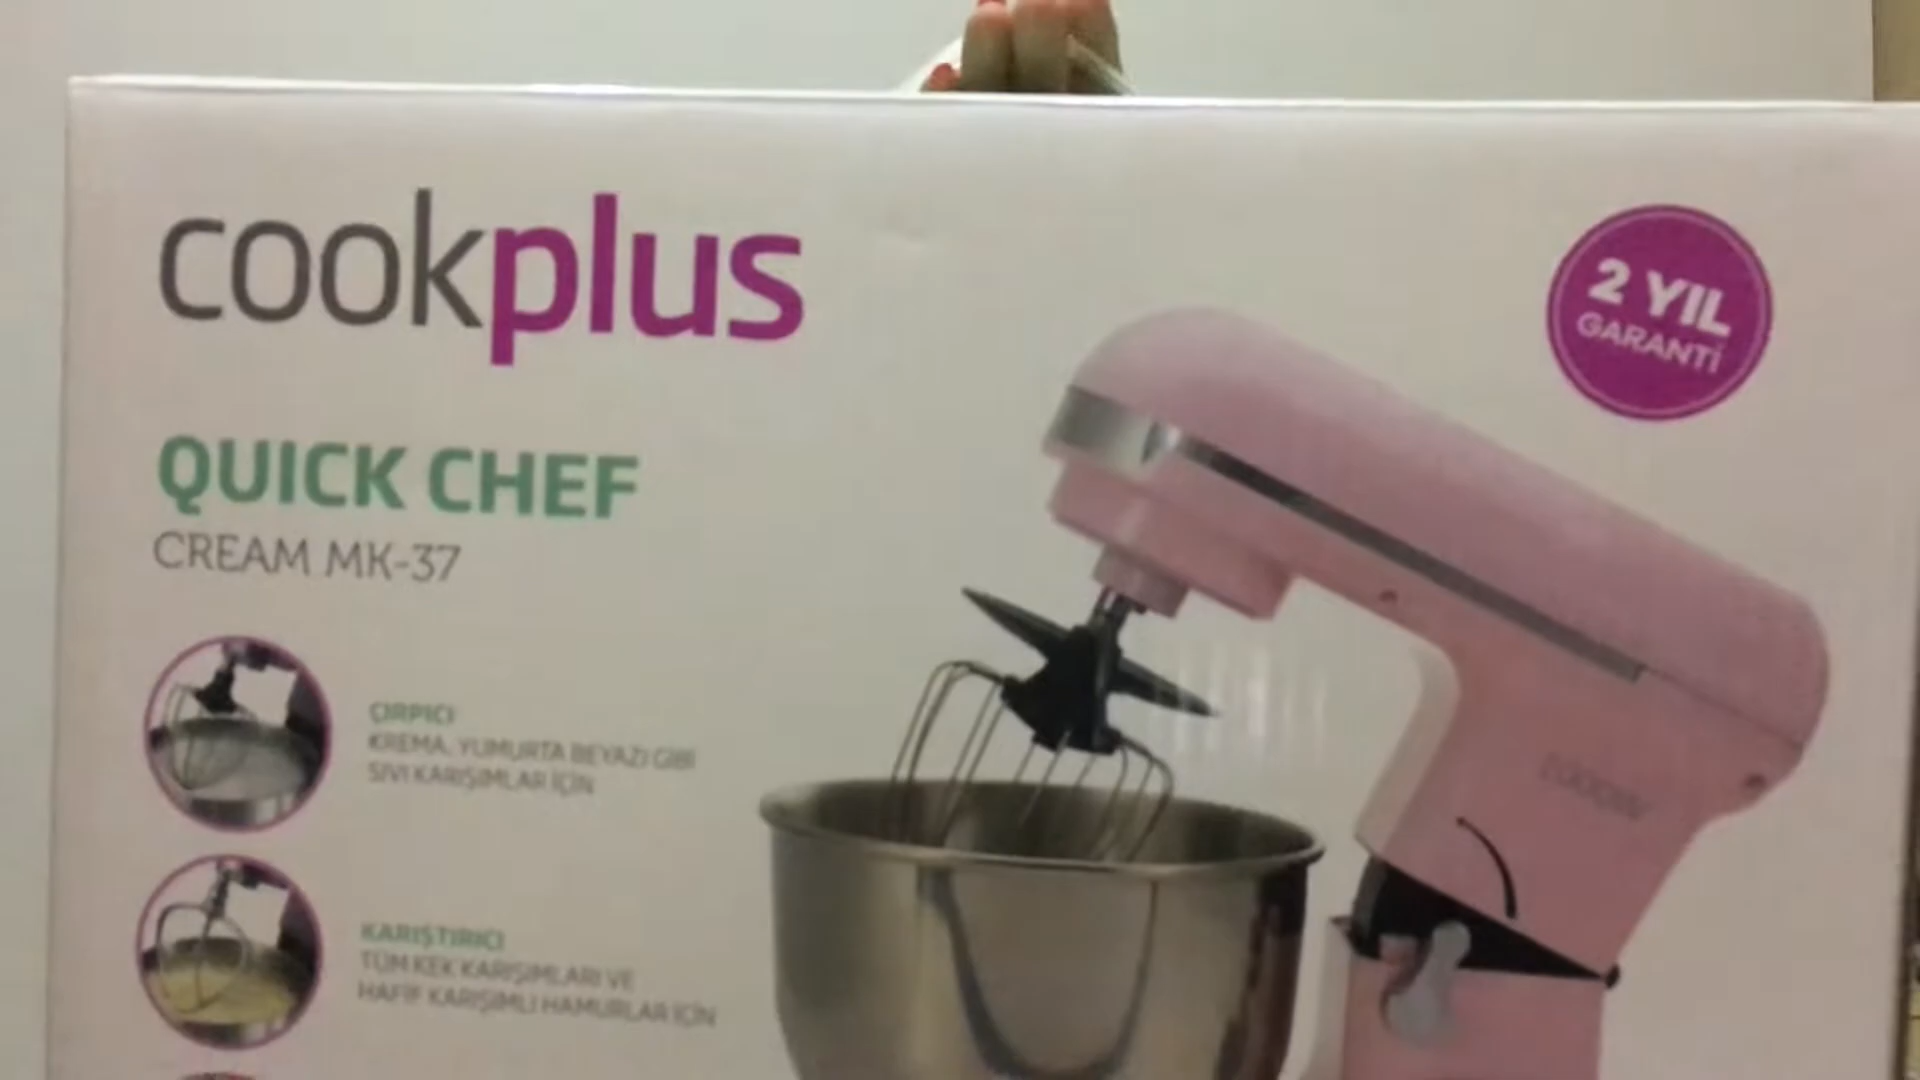 cookplus
2 YIL
GARANTİ
QUICK CHEF
CREAM MK-37
ÇIRPICI
KREMA, YUMURTA BEYAZI GİBİ
SIVI KARIŞIMLAR İÇİN
cookplus
KARIŞTIRICI
TÜM KEK KARIŞIMLARI VE
HAFİF KARIŞIMLI HAMURLAR İÇİN